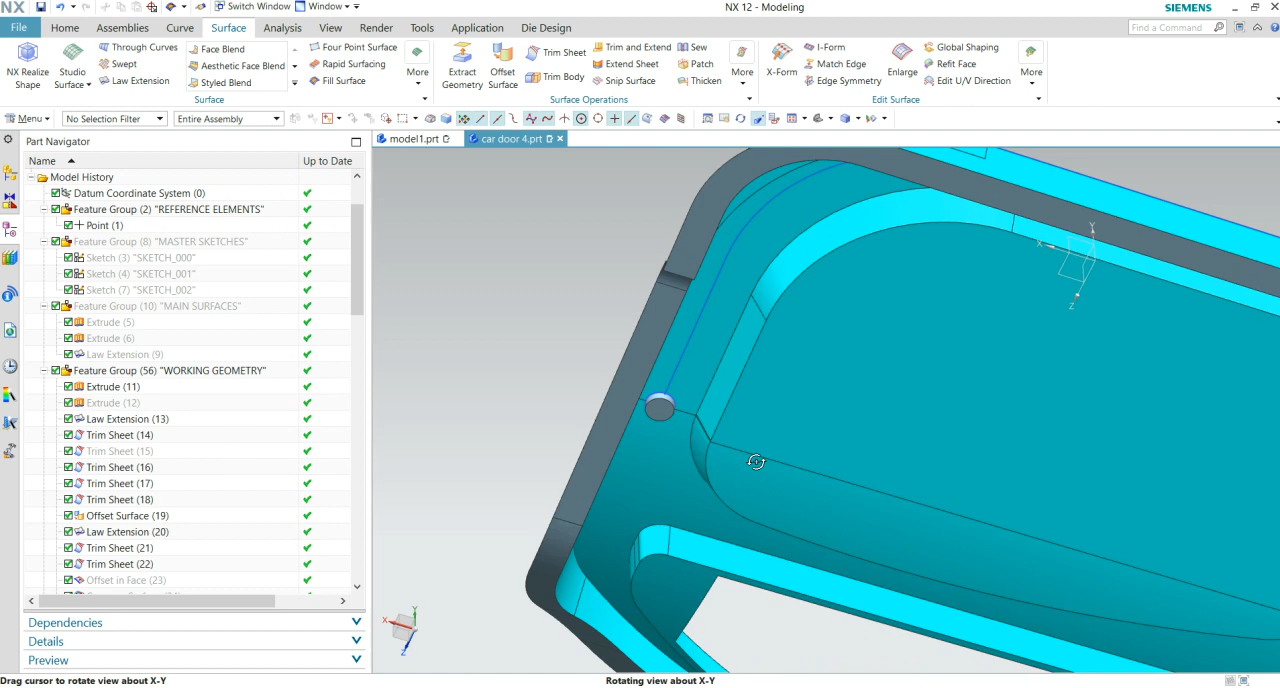 NX Switch Window Window NX 12 - Modeling SIEMENS
File Home Assemblies Curve Surface Analysis View Render Tools Application Die Design Find a Command
NX Realize Shape
Studio Surface
Through Curves
Swept
Law Extension
Face Blend
Aesthetic Face Blend
Styled Blend
Four Point Surface
Rapid Surfacing
Fill Surface
More
Surface
Extract Geometry
Offset Surface
Trim Sheet
Trim Body
Trim and Extend
Extend Sheet
Snip Surface
Sew
Patch
Thicken
More
Surface Operations
X-Form
I-Form
Match Edge
Edge Symmetry
Enlarge
Global Shaping
Refit Face
Edit U/V Direction
More
Edit Surface
Menu No Selection Filter Entire Assembly
Part Navigator
model1.prt car door 4.prt
Name Up to Date
Model History
Datum Coordinate System (0)
Feature Group (2) "REFERENCE ELEMENTS"
Point (1)
Feature Group (8) "MASTER SKETCHES"
Sketch (3) "SKETCH_000"
Sketch (4) "SKETCH_001"
Sketch (7) "SKETCH_002"
Feature Group (10) "MAIN SURFACES"
Extrude (5)
Extrude (6)
Law Extension (9)
Feature Group (56) "WORKING GEOMETRY"
Extrude (11)
Extrude (12)
Law Extension (13)
Trim Sheet (14)
Trim Sheet (15)
Trim Sheet (16)
Trim Sheet (17)
Trim Sheet (18)
Offset Surface (19)
Law Extension (20)
Trim Sheet (21)
Trim Sheet (22)
Offset in Face (23)
Dependencies
Details
Preview
X Y Z
X Y Z
Drag cursor to rotate view about X-Y Rotating view about X-Y